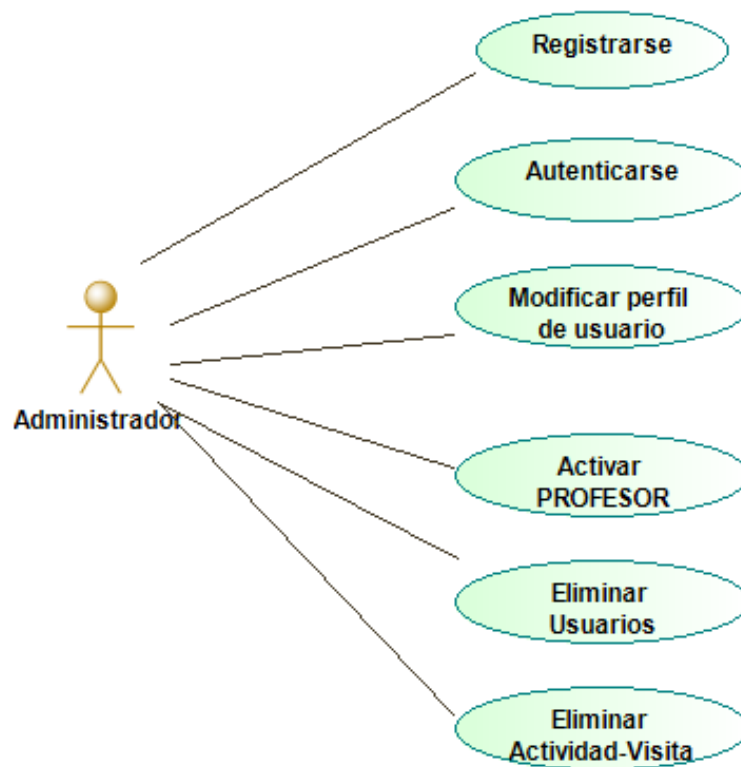 Registrarse
Autenticarse
Modificar perfil
de usuario
Administrador
Activar
PROFESOR
Eliminar
Usuarios
Eliminar
Actividad-Visita